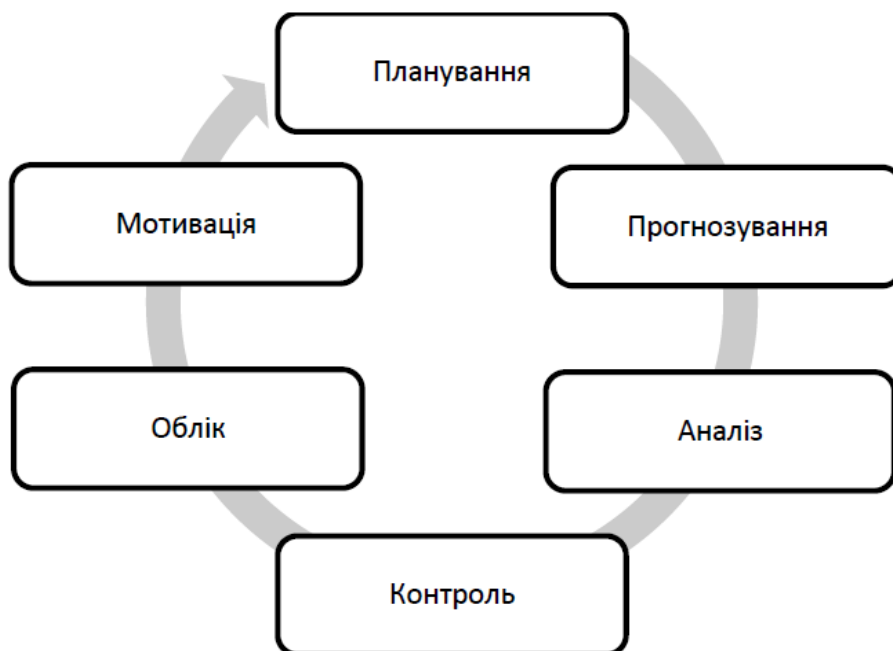 Планування
Прогнозування
Аналіз
Контроль
Облік
Мотивація